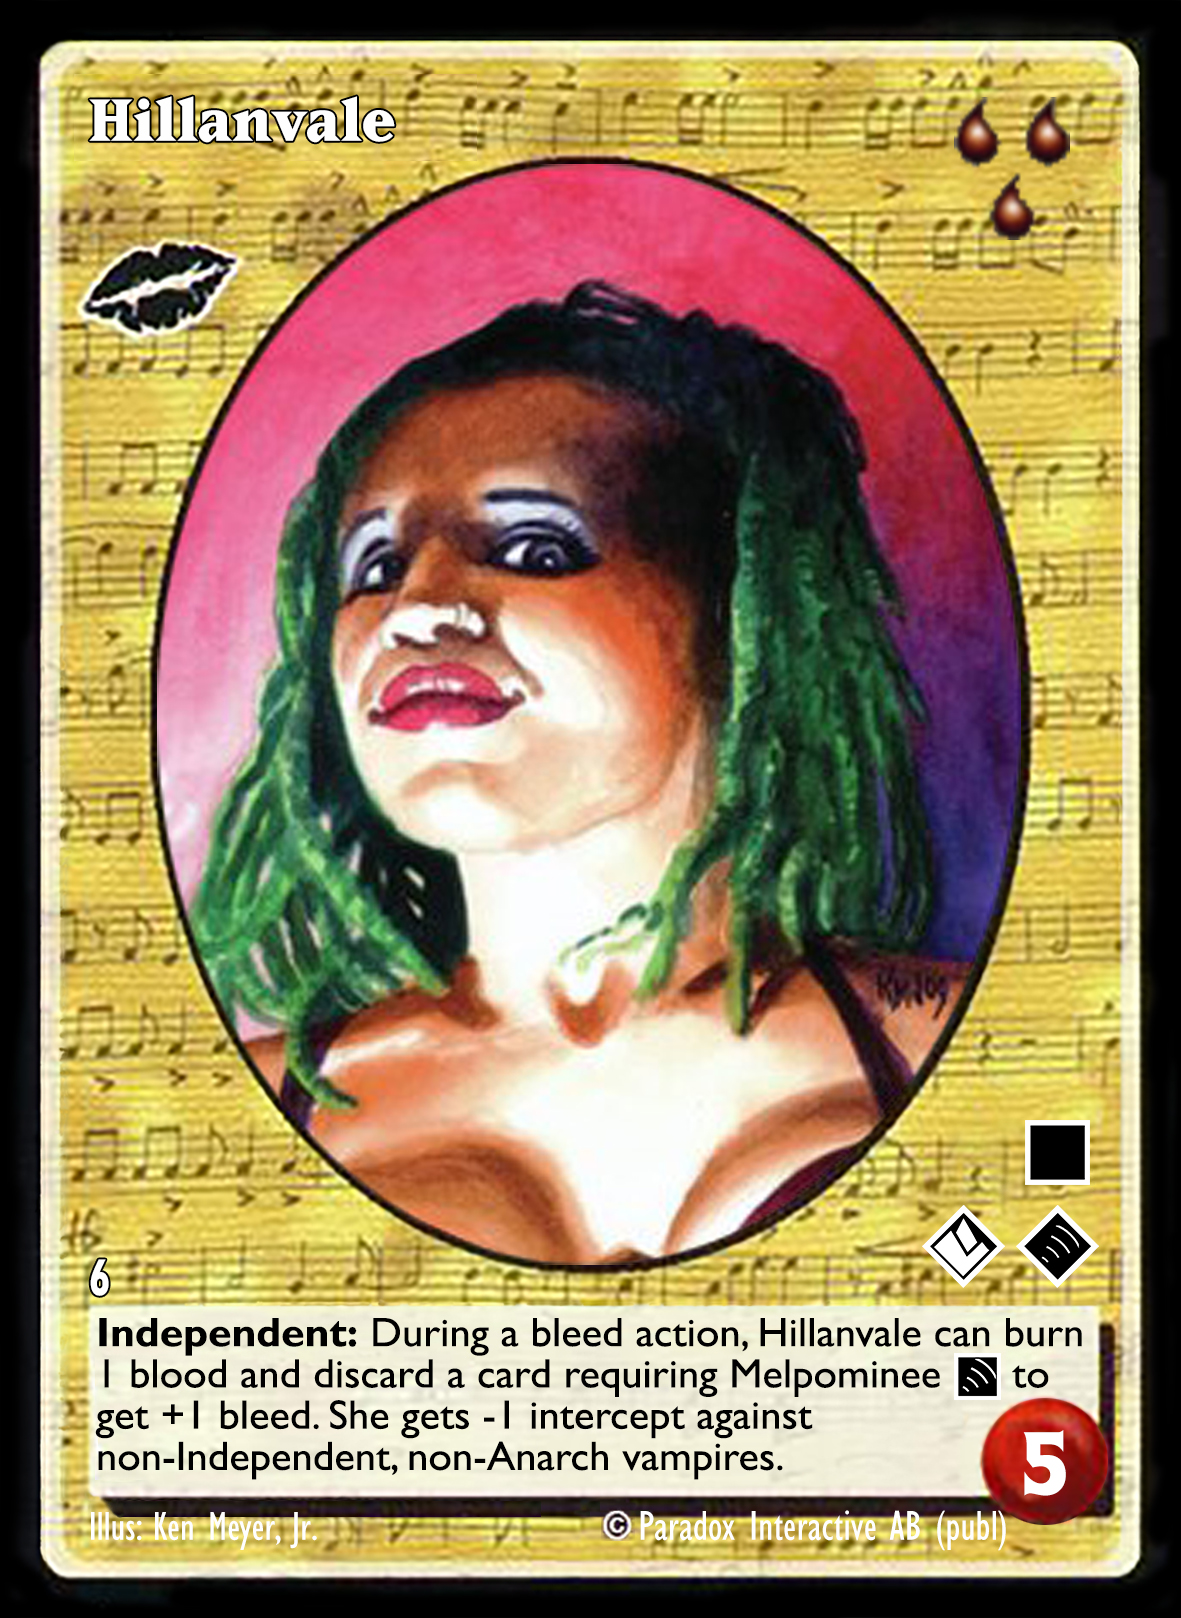 Hillanvale
6
Independent: During a bleed action, Hillanvale can burn
1 blood and discard a card requiring Melpominee to
get +1 bleed. She gets -1 intercept against
non-Independent, non-Anarch vampires.
5
Illus: Ken Meyer, Jr.
© Paradox Interactive AB (publ)